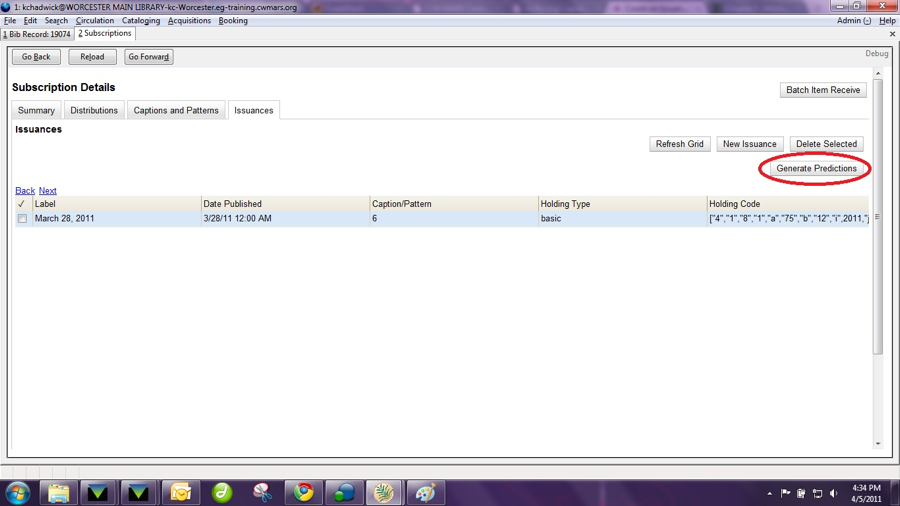 1: kchadwick@WORCESTER MAIN LIBRARY-kc-Worcester.eg-training.cwmars.org
File Edit Search Circulation Cataloging Acquisitions Booking Admin (-) Help
1 Bib Record: 19074 2 Subscriptions
Go Back Reload Go Forward Debug
Subscription Details
Batch Item Receive
Summary Distributions Captions and Patterns Issuances
Issuances
Refresh Grid New Issuance Delete Selected
Generate Predictions
Back Next
✓ Label Date Published Caption/Pattern Holding Type Holding Code
March 28, 2011 3/28/11 12:00 AM 6 basic ["4","1","8","1","a","75","b","12","i",2011,"j
4:34 PM
4/5/2011